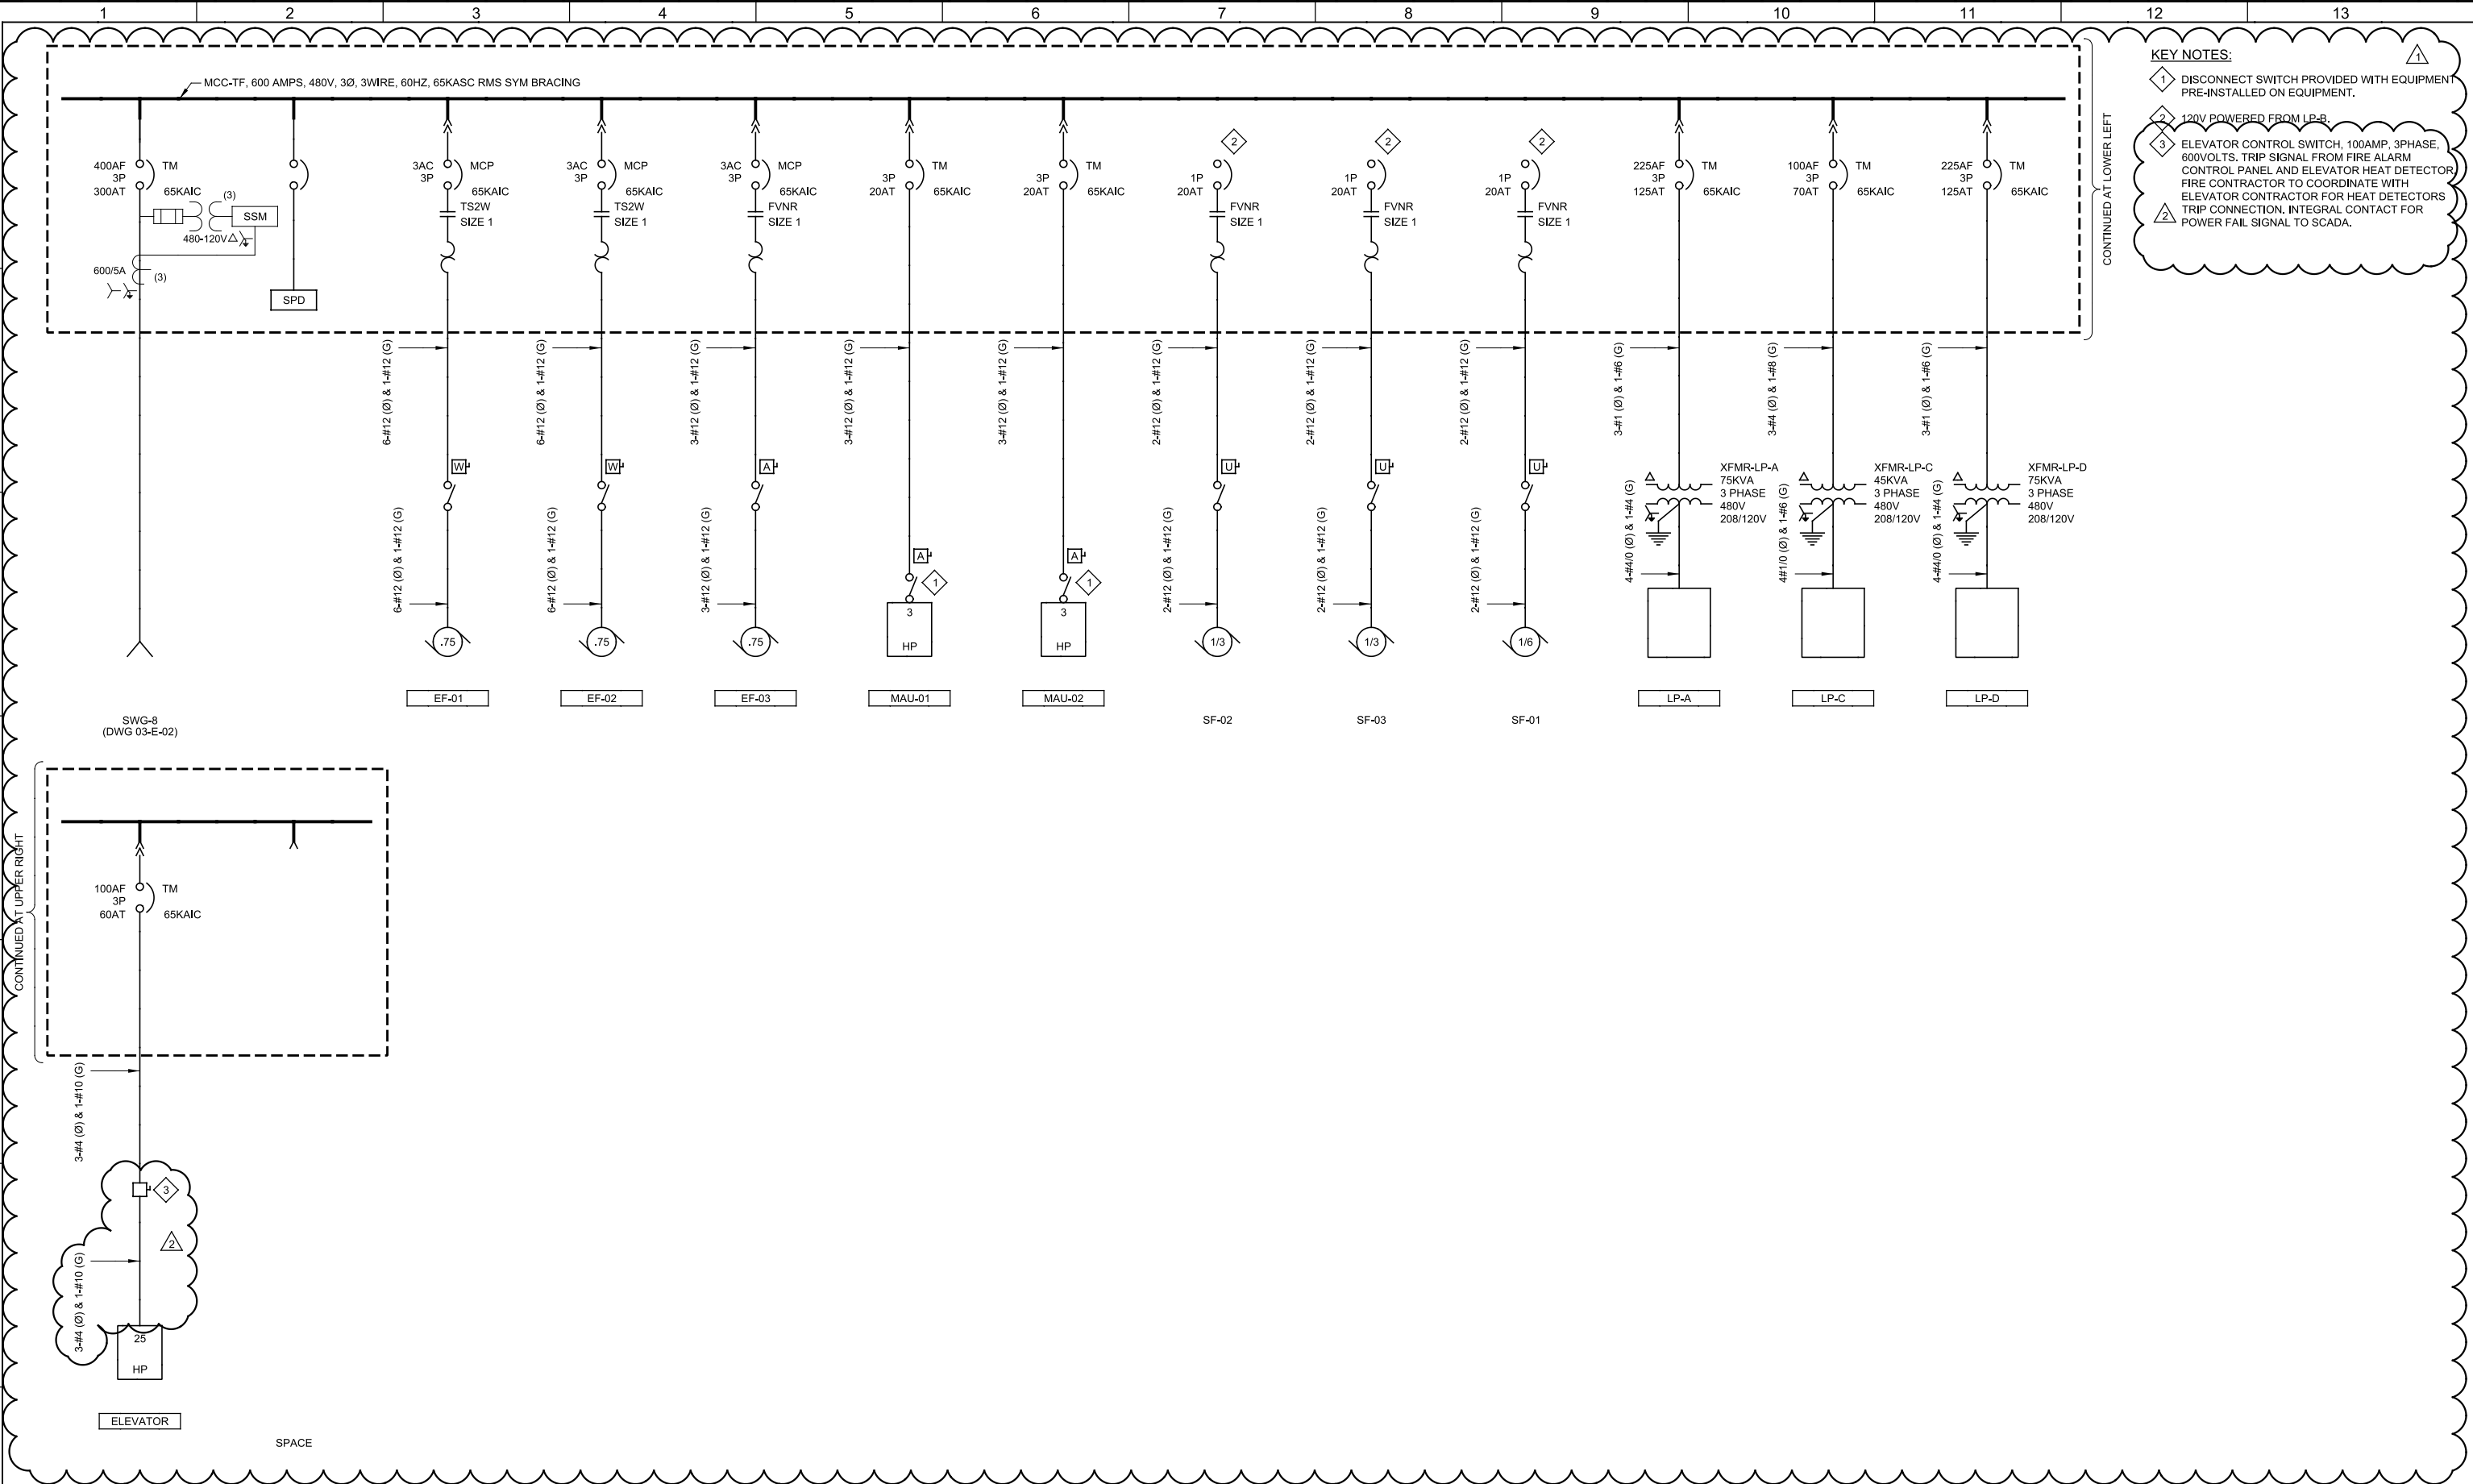 1 2 3 4 5 6 7 8 9 10 11 12 13
MCC-TF, 600 AMPS, 480V, 3Ø, 3WIRE, 60HZ, 65KASC RMS SYM BRACING
400AF
3P
300AT
TM
65KAIC
(3)
SSM
480-120V
600/5A
(3)
SPD
3AC
3P
MCP
65KAIC
TS2W
SIZE 1
3AC
3P
MCP
65KAIC
TS2W
SIZE 1
3AC
3P
MCP
65KAIC
FVNR
SIZE 1
3P
20AT
TM
65KAIC
3P
20AT
TM
65KAIC
2
1P
20AT
FVNR
SIZE 1
2
1P
20AT
FVNR
SIZE 1
2
1P
20AT
FVNR
SIZE 1
225AF
3P
125AT
TM
65KAIC
100AF
3P
70AT
TM
65KAIC
225AF
3P
125AT
TM
65KAIC
CONTINUED AT LOWER LEFT
KEY NOTES:
1
1 DISCONNECT SWITCH PROVIDED WITH EQUIPMENT
PRE-INSTALLED ON EQUIPMENT.
2 120V POWERED FROM LP-B.
3 ELEVATOR CONTROL SWITCH, 100AMP, 3PHASE,
600VOLTS. TRIP SIGNAL FROM FIRE ALARM
CONTROL PANEL AND ELEVATOR HEAT DETECTOR.
FIRE CONTRACTOR TO COORDINATE WITH
ELEVATOR CONTRACTOR FOR HEAT DETECTORS
2 TRIP CONNECTION. INTEGRAL CONTACT FOR
POWER FAIL SIGNAL TO SCADA.
6-#12 (Ø) & 1-#12 (G)
6-#12 (Ø) & 1-#12 (G)
3-#12 (Ø) & 1-#12 (G)
3-#12 (Ø) & 1-#12 (G)
3-#12 (Ø) & 1-#12 (G)
2-#12 (Ø) & 1-#12 (G)
2-#12 (Ø) & 1-#12 (G)
2-#12 (Ø) & 1-#12 (G)
3-#1 (Ø) & 1-#6 (G)
3-#4 (Ø) & 1-#8 (G)
3-#1 (Ø) & 1-#6 (G)
W
W
A
U
U
U
XFMR-LP-A
75KVA
3 PHASE
480V
208/120V
XFMR-LP-C
45KVA
3 PHASE
480V
208/120V
XFMR-LP-D
75KVA
3 PHASE
480V
208/120V
6-#12 (Ø) & 1-#12 (G)
6-#12 (Ø) & 1-#12 (G)
3-#12 (Ø) & 1-#12 (G)
A
1
A
1
2-#12 (Ø) & 1-#12 (G)
2-#12 (Ø) & 1-#12 (G)
2-#12 (Ø) & 1-#12 (G)
4-#4/0 (Ø) & 1-#4 (G)
4#1/0 (Ø) & 1-#6 (G)
4-#4/0 (Ø) & 1-#4 (G)
.75
.75
.75
3
HP
3
HP
1/3
1/3
1/6
EF-01
EF-02
EF-03
MAU-01
MAU-02
LP-A
LP-C
LP-D
SWG-8
(DWG 03-E-02)
SF-02
SF-03
SF-01
CONTINUED AT UPPER RIGHT
100AF
3P
60AT
TM
65KAIC
3-#4 (Ø) & 1-#10 (G)
3
2
3-#4 (Ø) & 1-#10 (G)
25
HP
ELEVATOR
SPACE